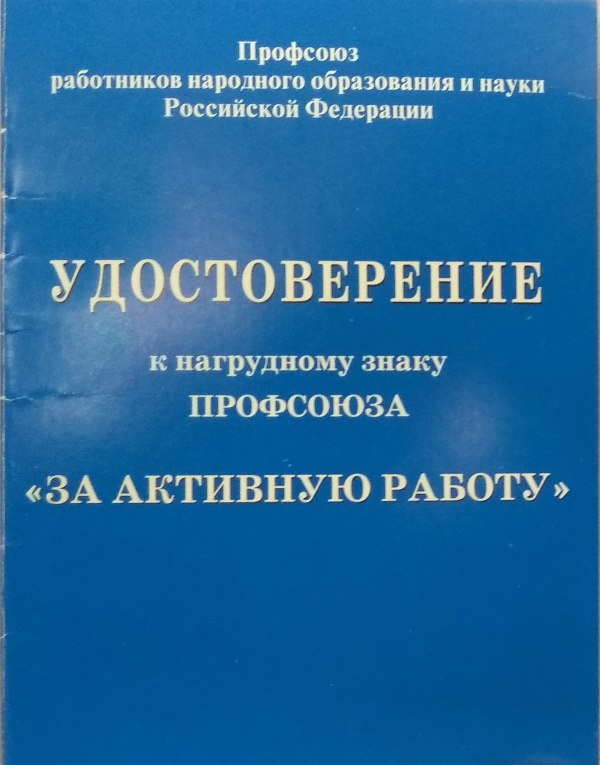 Профсоюз
работников народного образования и науки
Российской Федерации
УДОСТОВЕРЕНИЕ
к нагрудному знаку
ПРОФСОЮЗА
«ЗА АКТИВНУЮ РАБОТУ»